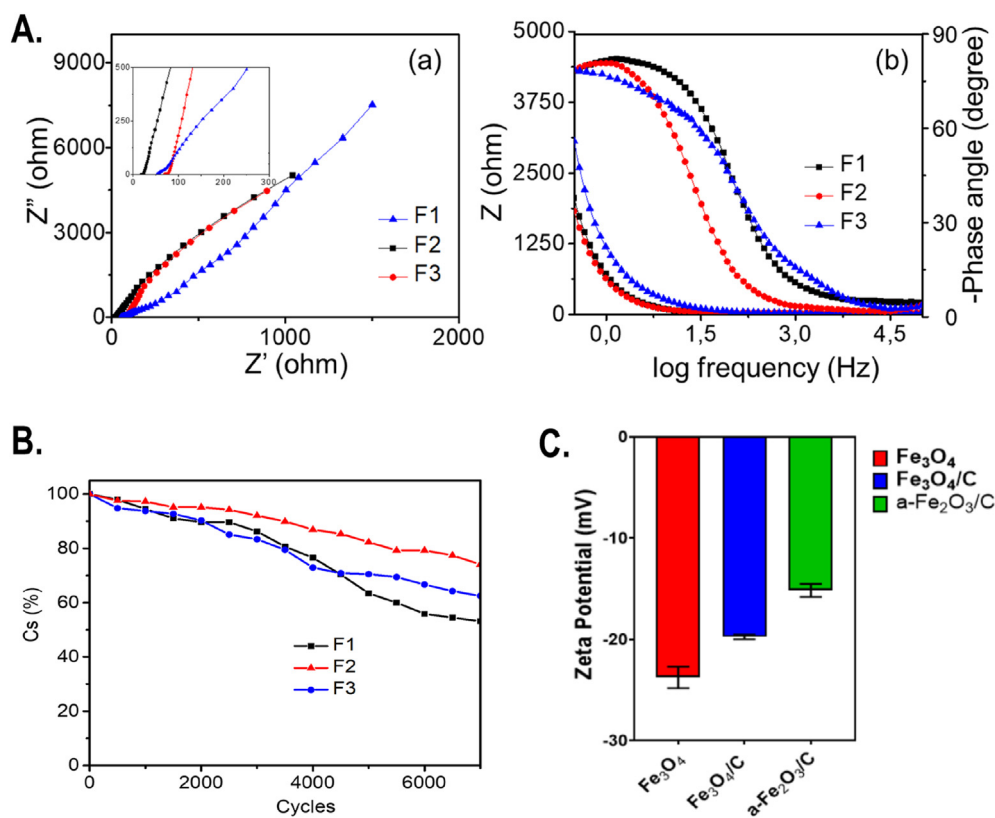 A.
(a)
9000
6000
3000
0
Z″ (ohm)
500
250
0
0 100 200 300
F1
F2
F3
0 1000 2000
Z' (ohm)
(b)
5000
3750
2500
1250
0
Z (ohm)
90
60
30
0
-Phase angle (degree)
F1
F2
F3
0,0 1,5 3,0 4,5
log frequency (Hz)
B.
100
80
60
40
20
0
Cs (%)
F1
F2
F3
0 2000 4000 6000
Cycles
C.
0
-10
-20
-30
Zeta Potential (mV)
Fe₃O₄
Fe₃O₄/C
a-Fe₂O₃/C
Fe₃O₄
Fe₃O₄/C
a-Fe₂O₃/C